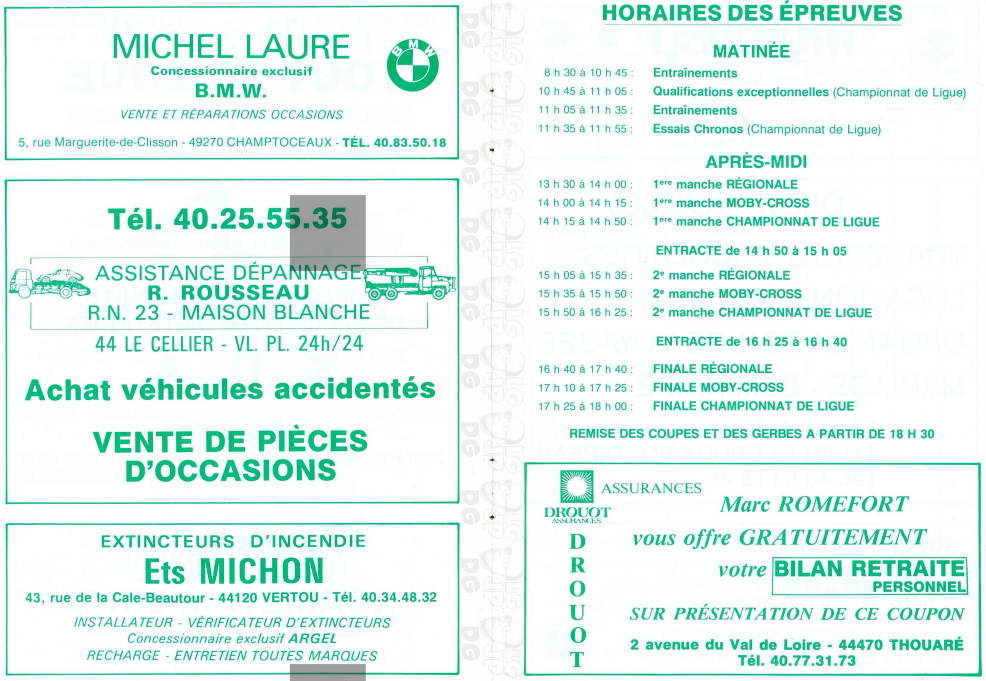 MICHEL LAURE
BMW
Concessionnaire exclusif
B.M.W.
VENTE ET RÉPARATIONS OCCASIONS
5, rue Marguerite-de-Clisson - 49270 CHAMPTOCEAUX - TÉL. 40.83.50.18
Tél. 40.25.55.35
ASSISTANCE DÉPANNAGE
R. ROUSSEAU
R.N. 23 - MAISON BLANCHE
44 LE CELLIER - VL. PL. 24h/24
Achat véhicules accidentés
VENTE DE PIÈCES
D'OCCASIONS
EXTINCTEURS D'INCENDIE
Ets MICHON
43, rue de la Cale-Beautour - 44120 VERTOU - Tél. 40.34.48.32
INSTALLATEUR - VÉRIFICATEUR D'EXTINCTEURS
Concessionnaire exclusif ARGEL
RECHARGE - ENTRETIEN TOUTES MARQUES
HORAIRES DES ÉPREUVES
MATINÉE
8 h 30 à 10 h 45 : Entraînements
10 h 45 à 11 h 05 : Qualifications exceptionnelles (Championnat de Ligue)
11 h 05 à 11 h 35 : Entraînements
11 h 35 à 11 h 55 : Essais Chronos (Championnat de Ligue)
APRÈS-MIDI
13 h 30 à 14 h 00 : 1ere manche RÉGIONALE
14 h 00 à 14 h 15 : 1ere manche MOBY-CROSS
14 h 15 à 14 h 50 : 1ere manche CHAMPIONNAT DE LIGUE
ENTRACTE de 14 h 50 à 15 h 05
15 h 05 à 15 h 35 : 2e manche RÉGIONALE
15 h 35 à 15 h 50 : 2e manche MOBY-CROSS
15 h 50 à 16 h 25 : 2e manche CHAMPIONNAT DE LIGUE
ENTRACTE de 16 h 25 à 16 h 40
16 h 40 à 17 h 40 : FINALE RÉGIONALE
17 h 10 à 17 h 25 : FINALE MOBY-CROSS
17 h 25 à 18 h 00 : FINALE CHAMPIONNAT DE LIGUE
REMISE DES COUPES ET DES GERBES A PARTIR DE 18 H 30
DROUOT
ASSURANCES
ASSURANCES
DROUOT
Marc ROMEFORT
vous offre GRATUITEMENT
votre BILAN RETRAITE
PERSONNEL
SUR PRÉSENTATION DE CE COUPON
2 avenue du Val de Loire - 44470 THOUARÉ
Tél. 40.77.31.73